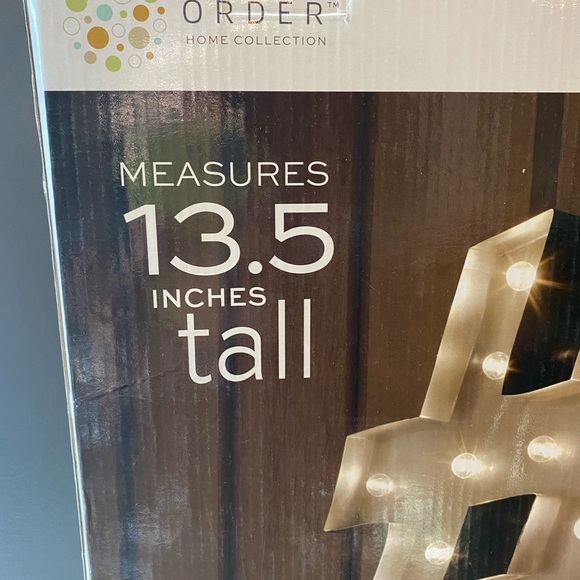 ORDER™
HOME COLLECTION
MEASURES
13.5
INCHES
tall